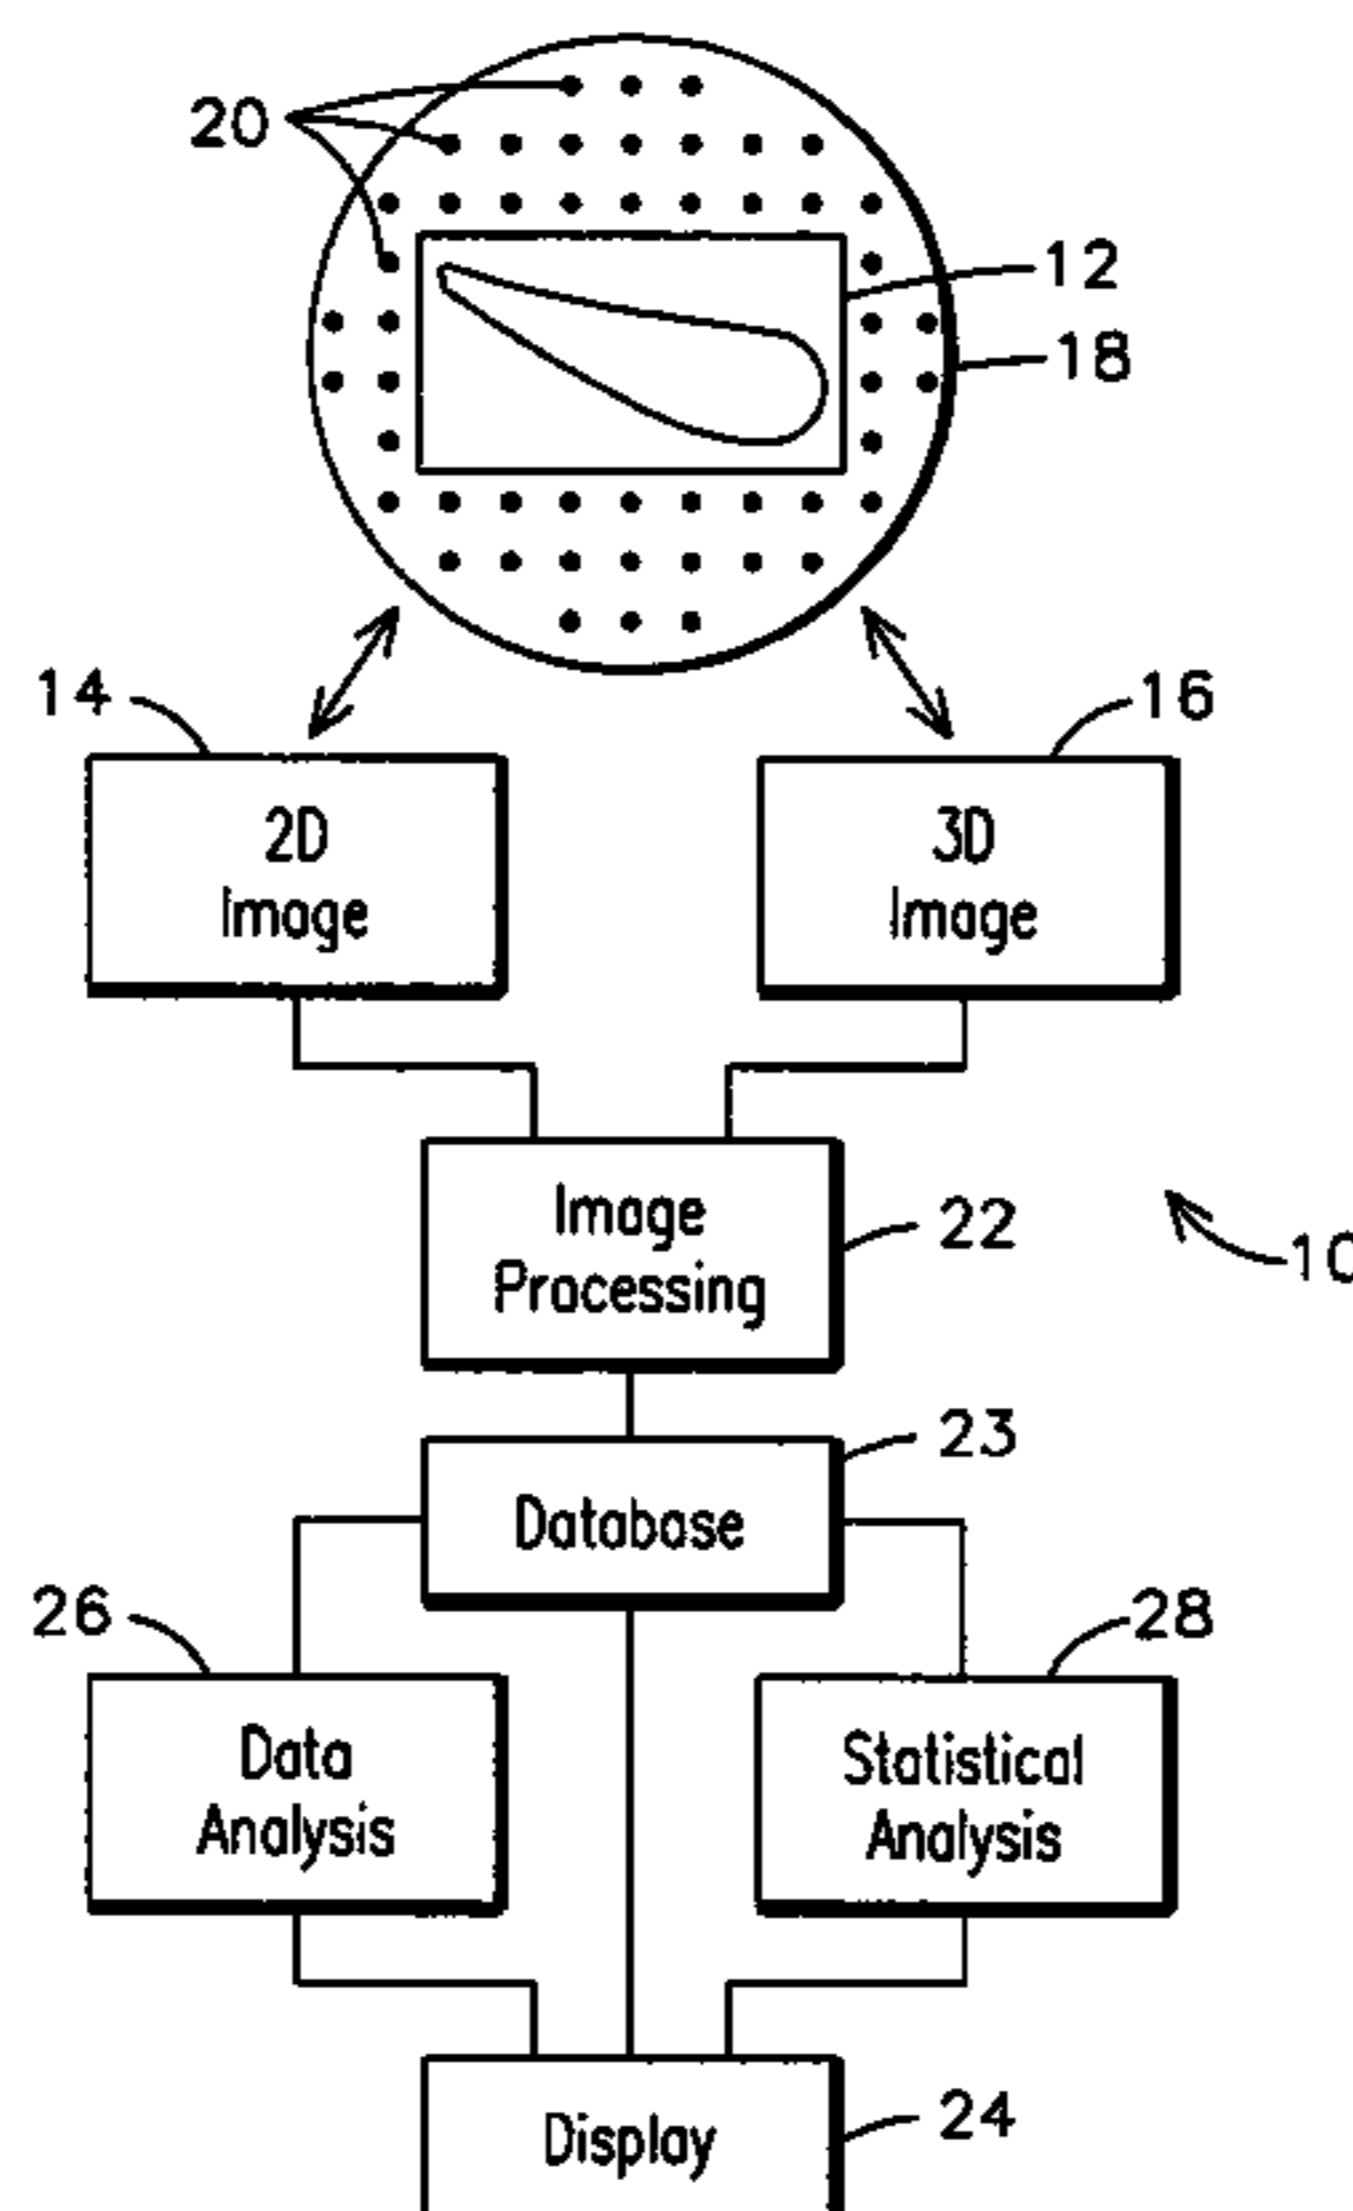 20
12
18
14
16
2D
Image
3D
Image
Image
Processing
22
10
23
Database
26
28
Data
Analysis
Statistical
Analysis
24
Display